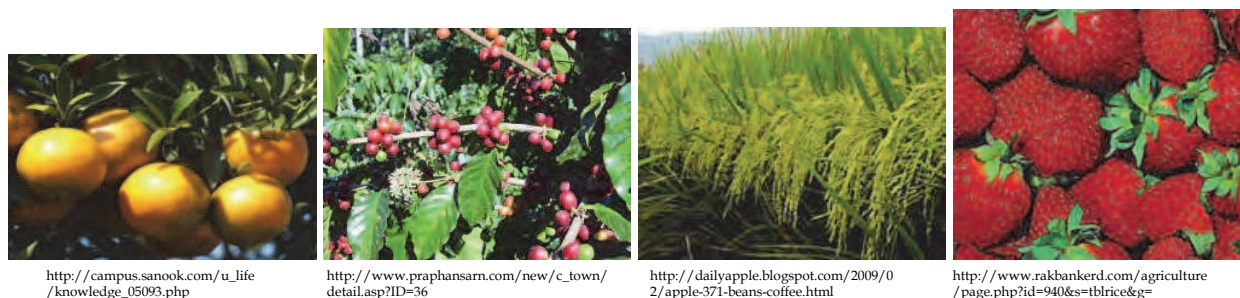 http://campus.sanook.com/u_life
/knowledge_05093.php
http://www.praphansarn.com/new/c_town/
detail.asp?ID=36
http://dailyapple.blogspot.com/2009/0
2/apple-371-beans-coffee.html
http://www.rakbankerd.com/agriculture
/page.php?id=940&s=tblrice&g=